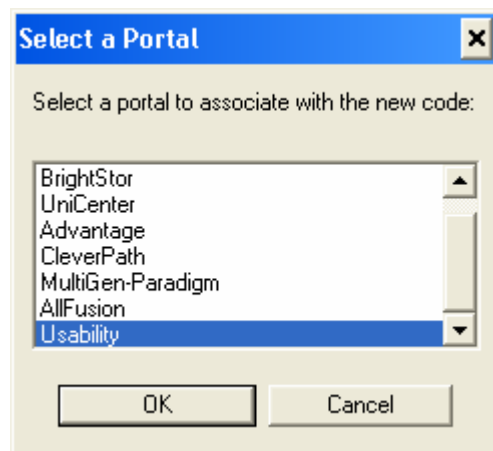 Select a Portal
Select a portal to associate with the new code:
BrightStor
UniCenter
Advantage
CleverPath
MultiGen-Paradigm
AllFusion
Usability
OK Cancel